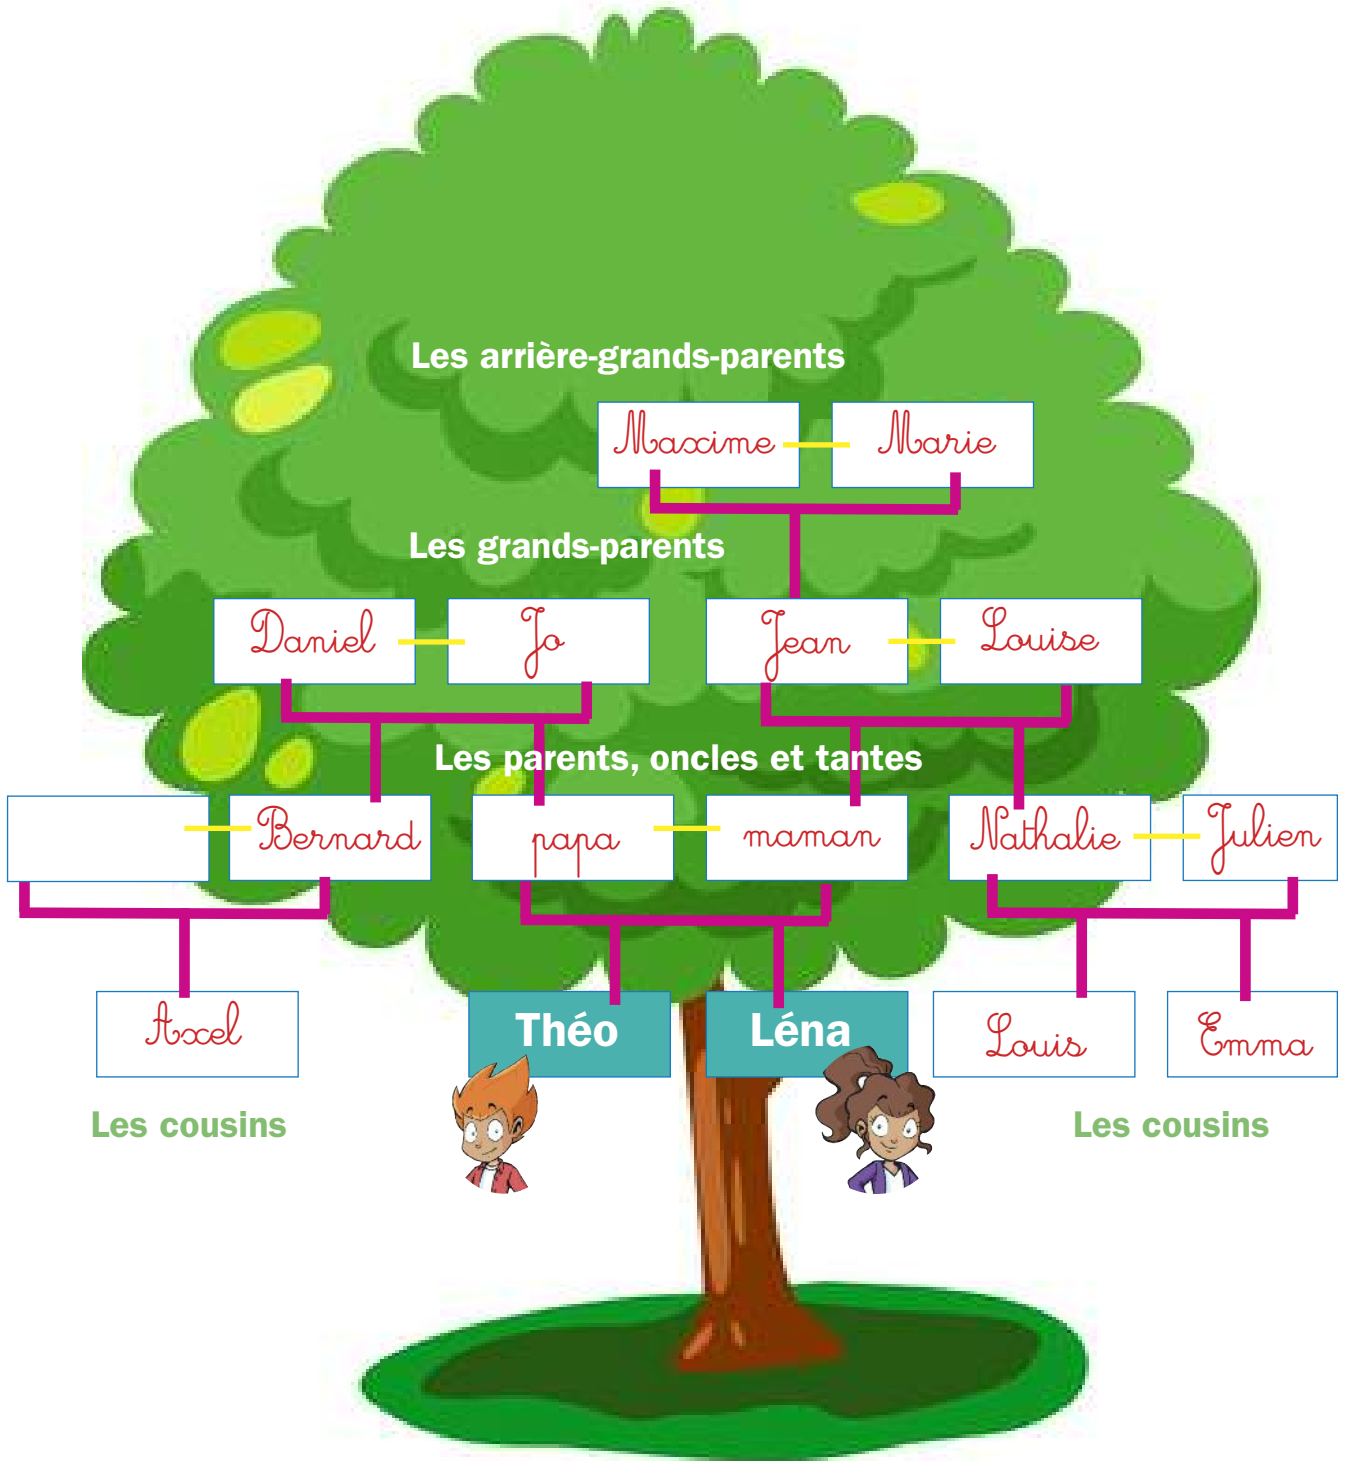 Les arrière-grands-parents
Maxime Marie
Les grands-parents
Daniel Jo Jean Louise
Les parents, oncles et tantes
Bernard papa maman Nathalie Julien
Axel Théo Léna Louis Emma
Les cousins Les cousins